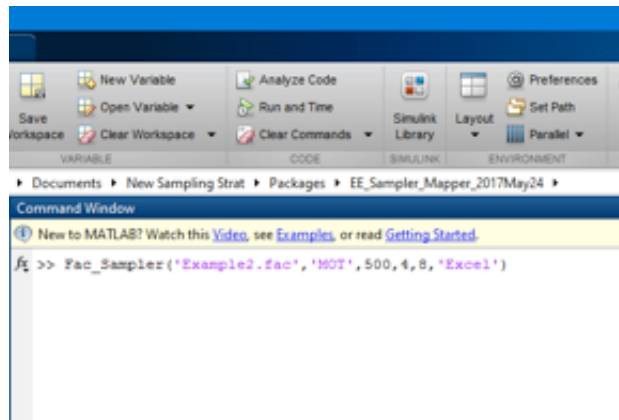 New Variable
Analyze Code
Preferences
Save
Open Variable
Run and Time
Simulink
Layout
Set Path
Workspace
Clear Workspace
Clear Commands
Library
Parallel
VARIABLE
CODE
SIMULINK
ENVIRONMENT
Documents New Sampling Strat Packages EE_Sampler_Mapper_2017May24
Command Window
New to MATLAB? Watch this Video, see Examples, or read Getting Started.
fx >> Fac_Sampler('Example2.fac','MOT',500,4,8,'Excel')